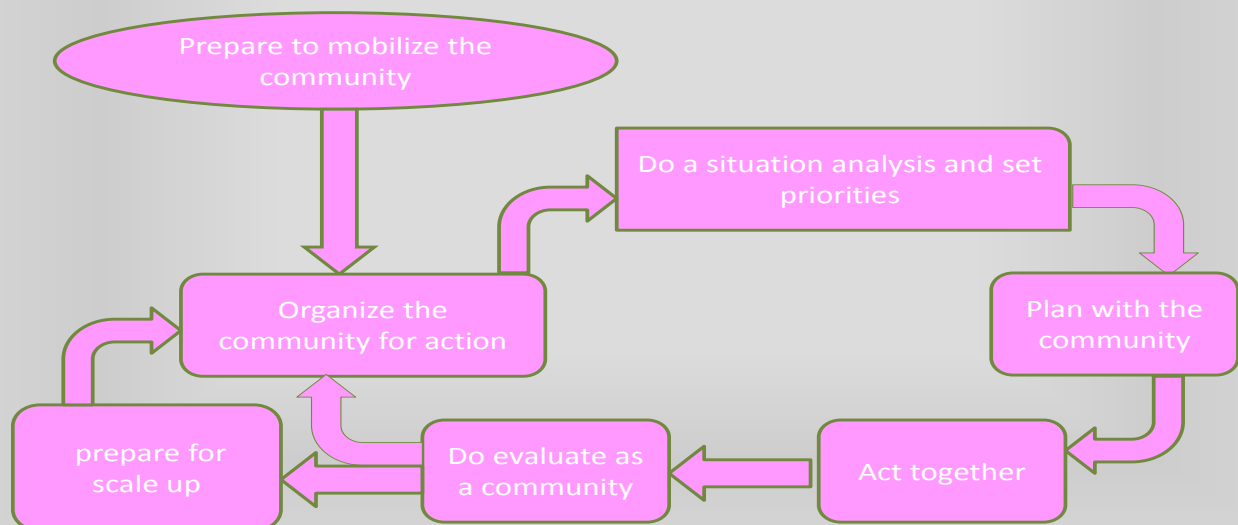 Prepare to mobilize the
community
Do a situation analysis and set
priorities
Organize the
community for action
Plan with the
community
prepare for
scale up
Do evaluate as
a community
Act together